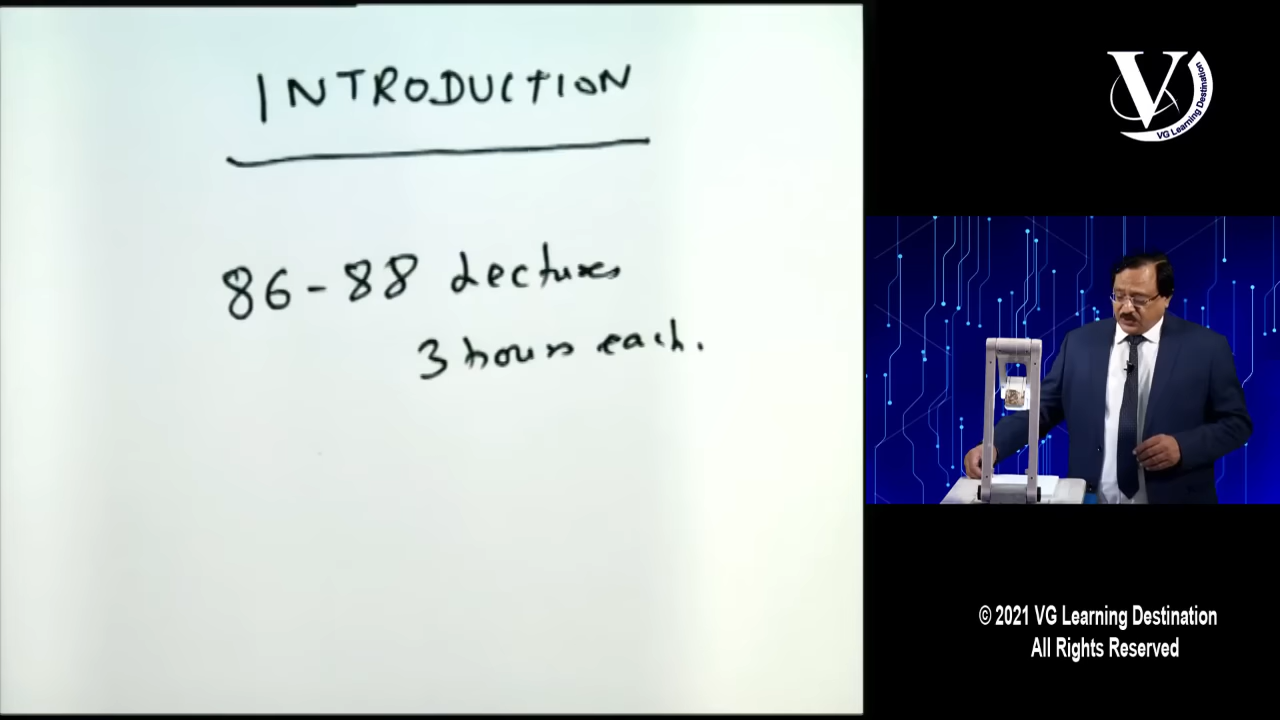 INTRODUCTION
86-88 Lectures
3 hours each.
V
VG Learning Destination
© 2021 VG Learning Destination
All Rights Reserved